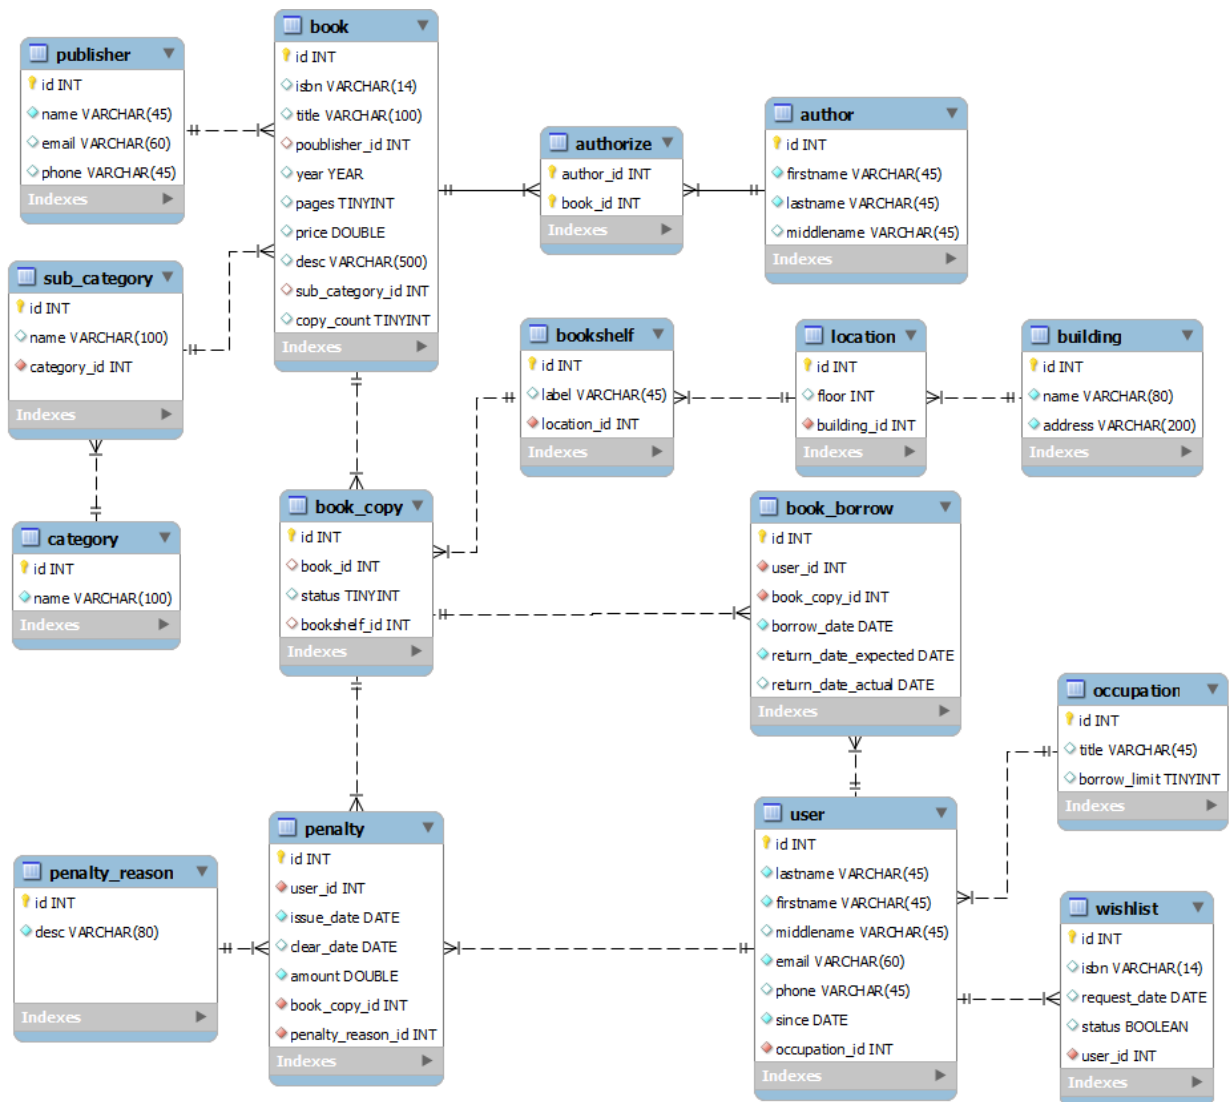 publisher
id INT
name VARCHAR(45)
email VARCHAR(60)
phone VARCHAR(45)
Indexes
book
id INT
isbn VARCHAR(14)
title VARCHAR(100)
poublisher_id INT
year YEAR
pages TINYINT
price DOUBLE
desc VARCHAR(500)
sub_category_id INT
copy_count TINYINT
Indexes
authorize
author_id INT
book_id INT
Indexes
author
id INT
firstname VARCHAR(45)
lastname VARCHAR(45)
middlename VARCHAR(45)
Indexes
sub_category
id INT
name VARCHAR(100)
category_id INT
Indexes
bookshelf
id INT
label VARCHAR(45)
location_id INT
Indexes
location
id INT
floor INT
building_id INT
Indexes
building
id INT
name VARCHAR(80)
address VARCHAR(200)
Indexes
category
id INT
name VARCHAR(100)
Indexes
book_copy
id INT
book_id INT
status TINYINT
bookshelf_id INT
Indexes
book_borrow
id INT
user_id INT
book_copy_id INT
borrow_date DATE
return_date_expected DATE
return_date_actual DATE
Indexes
occupation
id INT
title VARCHAR(45)
borrow_limit TINYINT
Indexes
penalty_reason
id INT
desc VARCHAR(80)
Indexes
penalty
id INT
user_id INT
issue_date DATE
clear_date DATE
amount DOUBLE
book_copy_id INT
penalty_reason_id INT
Indexes
user
id INT
lastname VARCHAR(45)
firstname VARCHAR(45)
middlename VARCHAR(45)
email VARCHAR(60)
phone VARCHAR(45)
since DATE
occupation_id INT
Indexes
wishlist
id INT
isbn VARCHAR(14)
request_date DATE
status BOOLEAN
user_id INT
Indexes